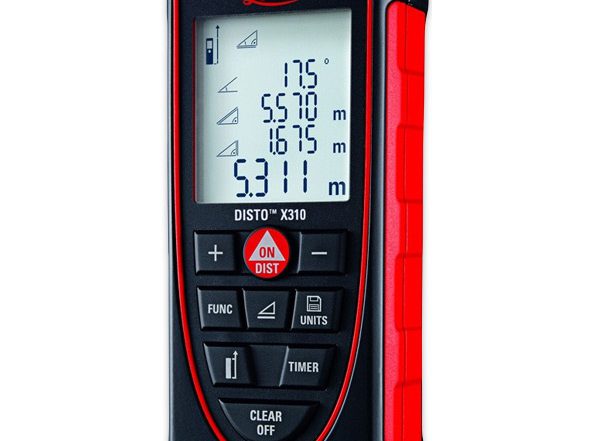 17.5 °
5.570 m
1.675 m
5.311 m
DISTO™ X310
+ ON DIST −
FUNC
UNITS
TIMER
CLEAR OFF